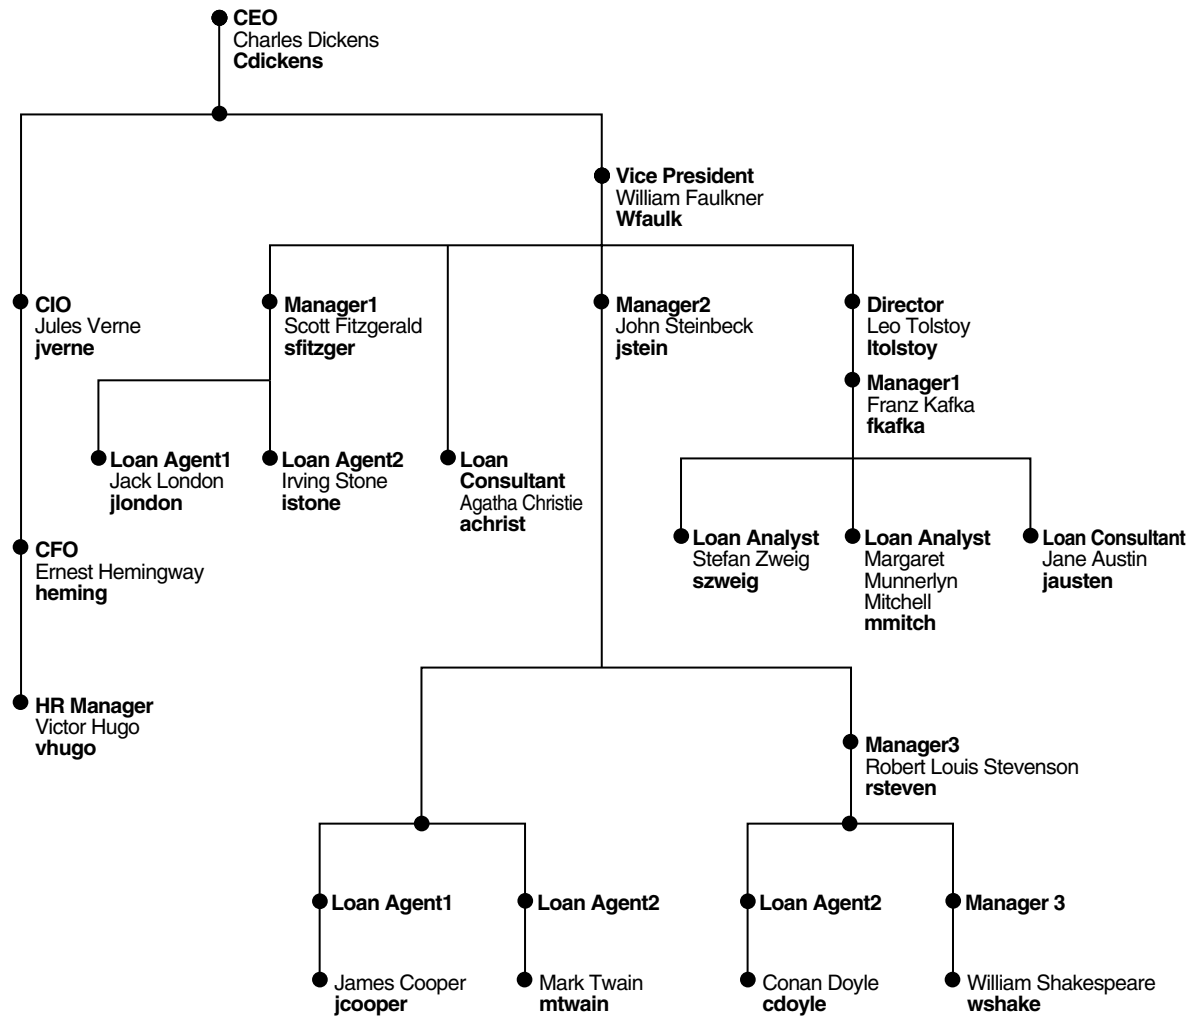 CEO
Charles Dickens
Cdickens
Vice President
William Faulkner
Wfaulk
CIO
Jules Verne
jverne
Manager1
Scott Fitzgerald
sfitzger
Manager2
John Steinbeck
jstein
Director
Leo Tolstoy
ltolstoy
Manager1
Franz Kafka
fkafka
Loan Agent1
Jack London
jlondon
Loan Agent2
Irving Stone
istone
Loan
Consultant
Agatha Christie
achrist
CFO
Ernest Hemingway
heming
Loan Analyst
Stefan Zweig
szweig
Loan Analyst
Margaret
Munnerlyn
Mitchell
mmitch
Loan Consultant
Jane Austin
jausten
HR Manager
Victor Hugo
vhugo
Manager3
Robert Louis Stevenson
rsteven
Loan Agent1
James Cooper
jcooper
Loan Agent2
Mark Twain
mtwain
Loan Agent2
Conan Doyle
cdoyle
Manager 3
William Shakespeare
wshake